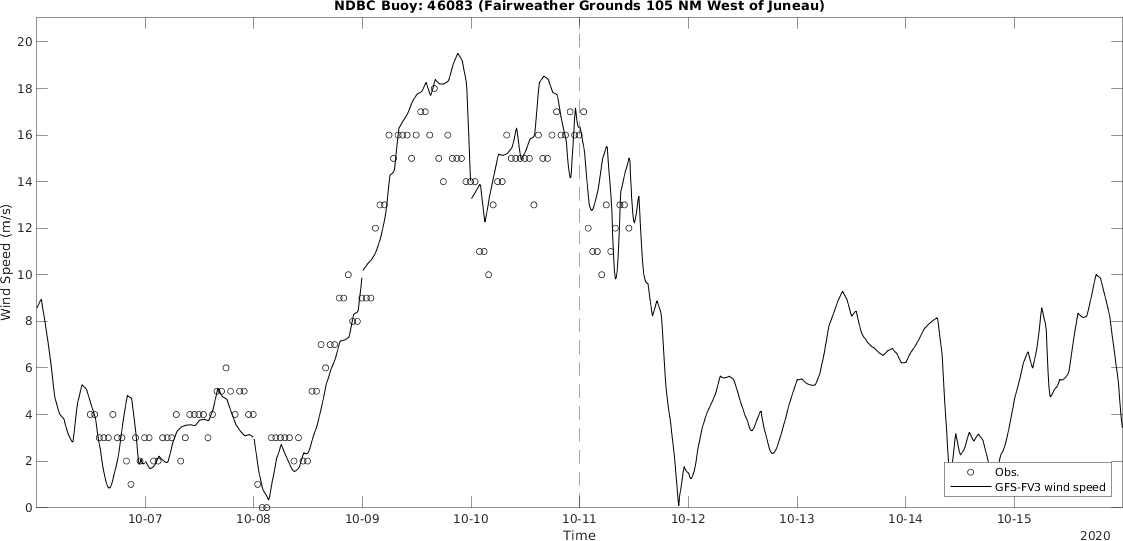 NDBC Buoy: 46083 (Fairweather Grounds 105 NM West of Juneau)
Wind Speed (m/s)
20
18
16
14
12
10
8
6
4
2
0
Obs.
GFS-FV3 wind speed
10-07 10-08 10-09 10-10 10-11 10-12 10-13 10-14 10-15
Time
2020